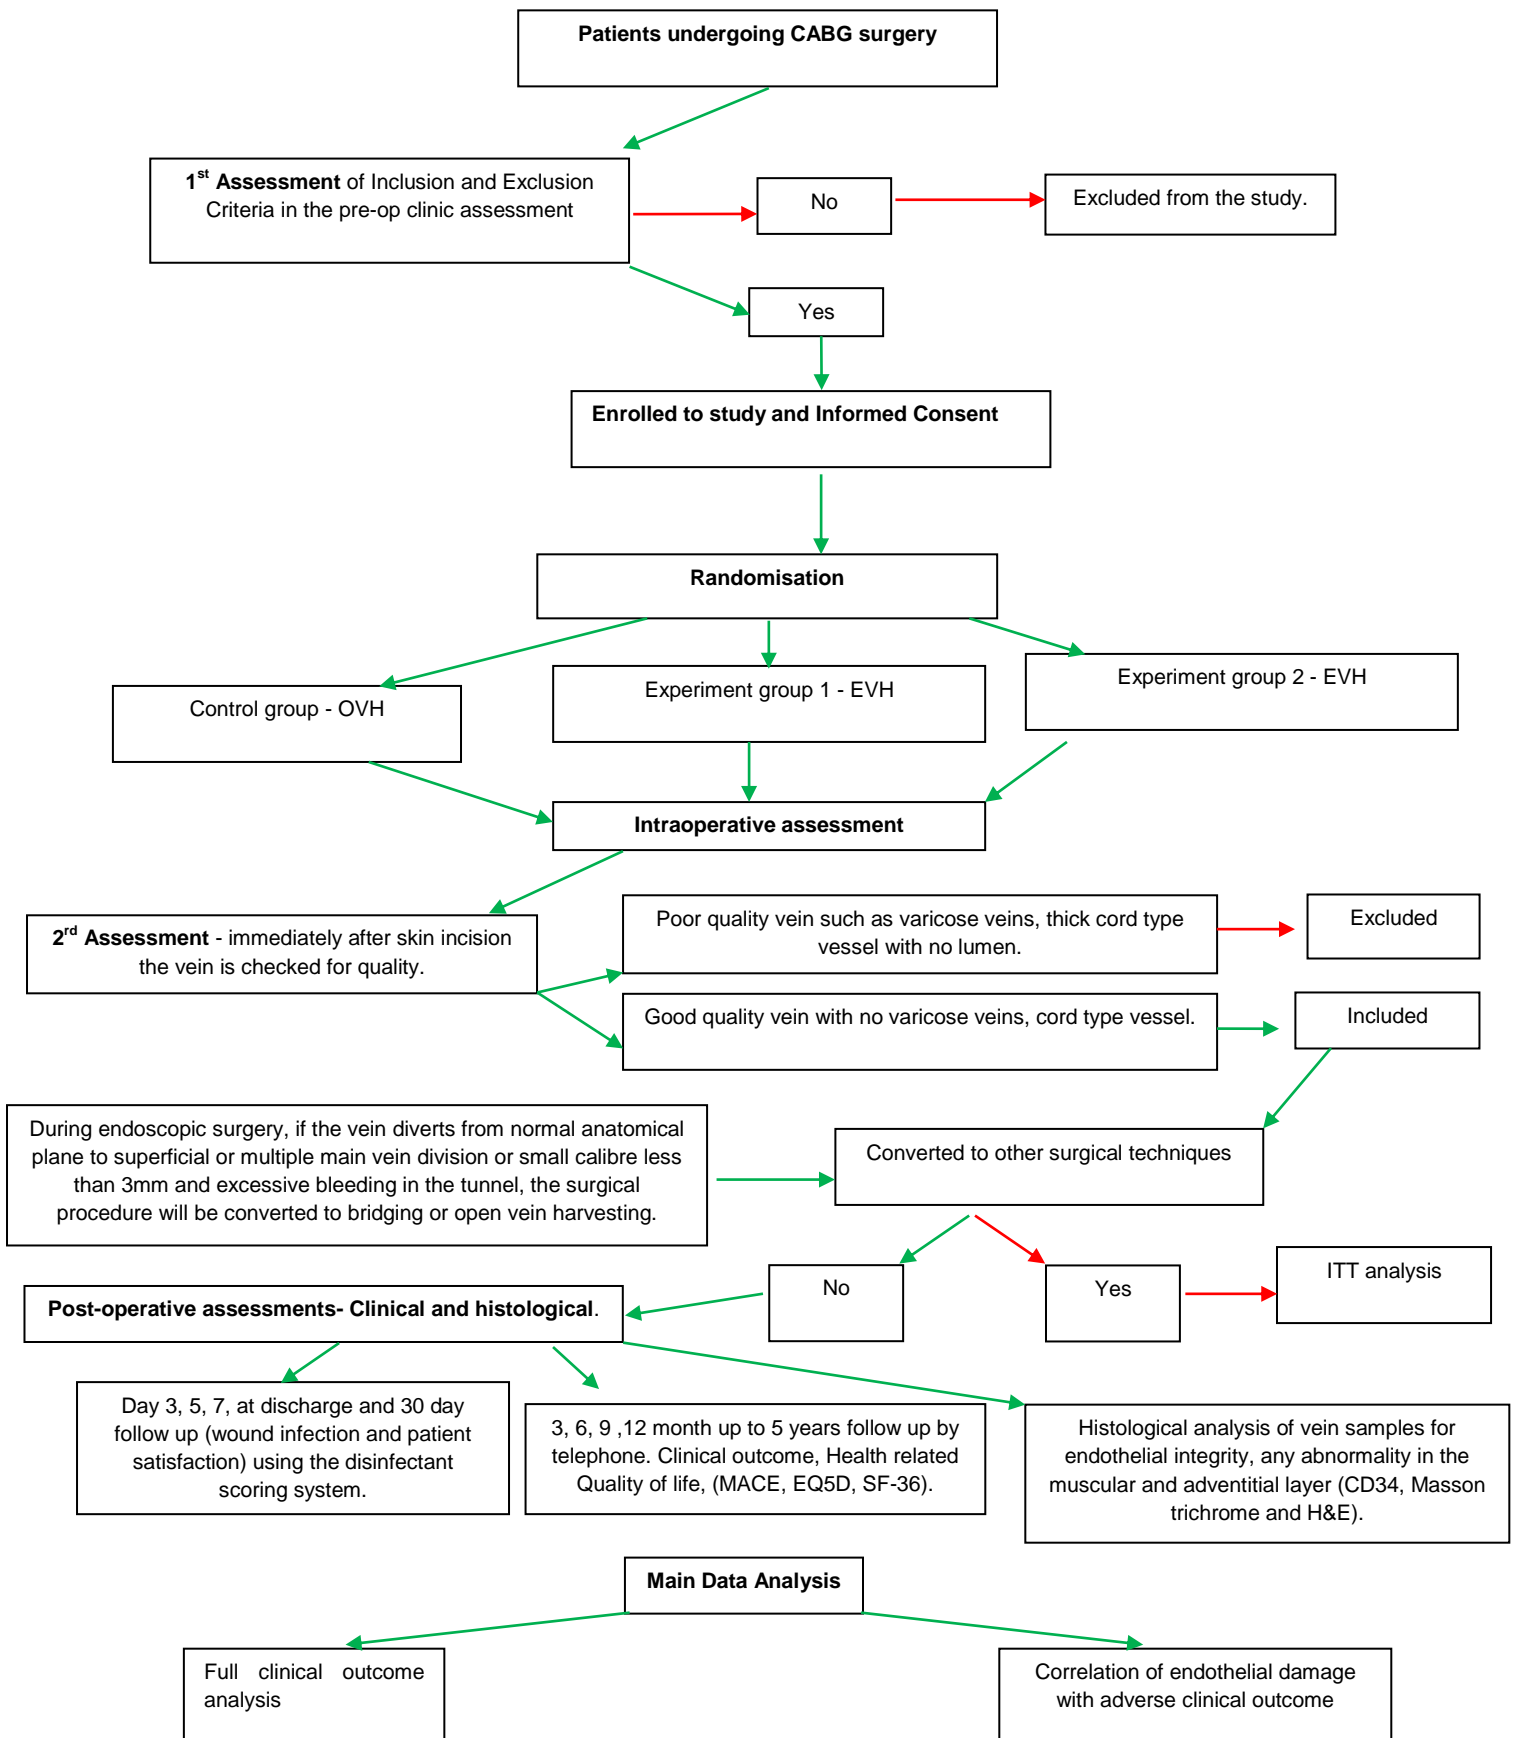 Patients undergoing CABG surgery
1st Assessment of Inclusion and Exclusion
Criteria in the pre-op clinic assessment
No
Excluded from the study.
Yes
Enrolled to study and Informed Consent
Randomisation
Control group - OVH
Experiment group 1 - EVH
Experiment group 2 - EVH
Intraoperative assessment
2rd Assessment - immediately after skin incision
the vein is checked for quality.
Poor quality vein such as varicose veins, thick cord type
vessel with no lumen.
Excluded
Good quality vein with no varicose veins, cord type vessel.
Included
During endoscopic surgery, if the vein diverts from normal anatomical
plane to superficial or multiple main vein division or small calibre less
than 3mm and excessive bleeding in the tunnel, the surgical
procedure will be converted to bridging or open vein harvesting.
Converted to other surgical techniques
No
Yes
ITT analysis
Post-operative assessments- Clinical and histological.
Day 3, 5, 7, at discharge and 30 day
follow up (wound infection and patient
satisfaction) using the disinfectant
scoring system.
3, 6, 9 ,12 month up to 5 years follow up by
telephone. Clinical outcome, Health related
Quality of life, (MACE, EQ5D, SF-36).
Histological analysis of vein samples for
endothelial integrity, any abnormality in the
muscular and adventitial layer (CD34, Masson
trichrome and H&E).
Main Data Analysis
Full clinical outcome
analysis
Correlation of endothelial damage
with adverse clinical outcome